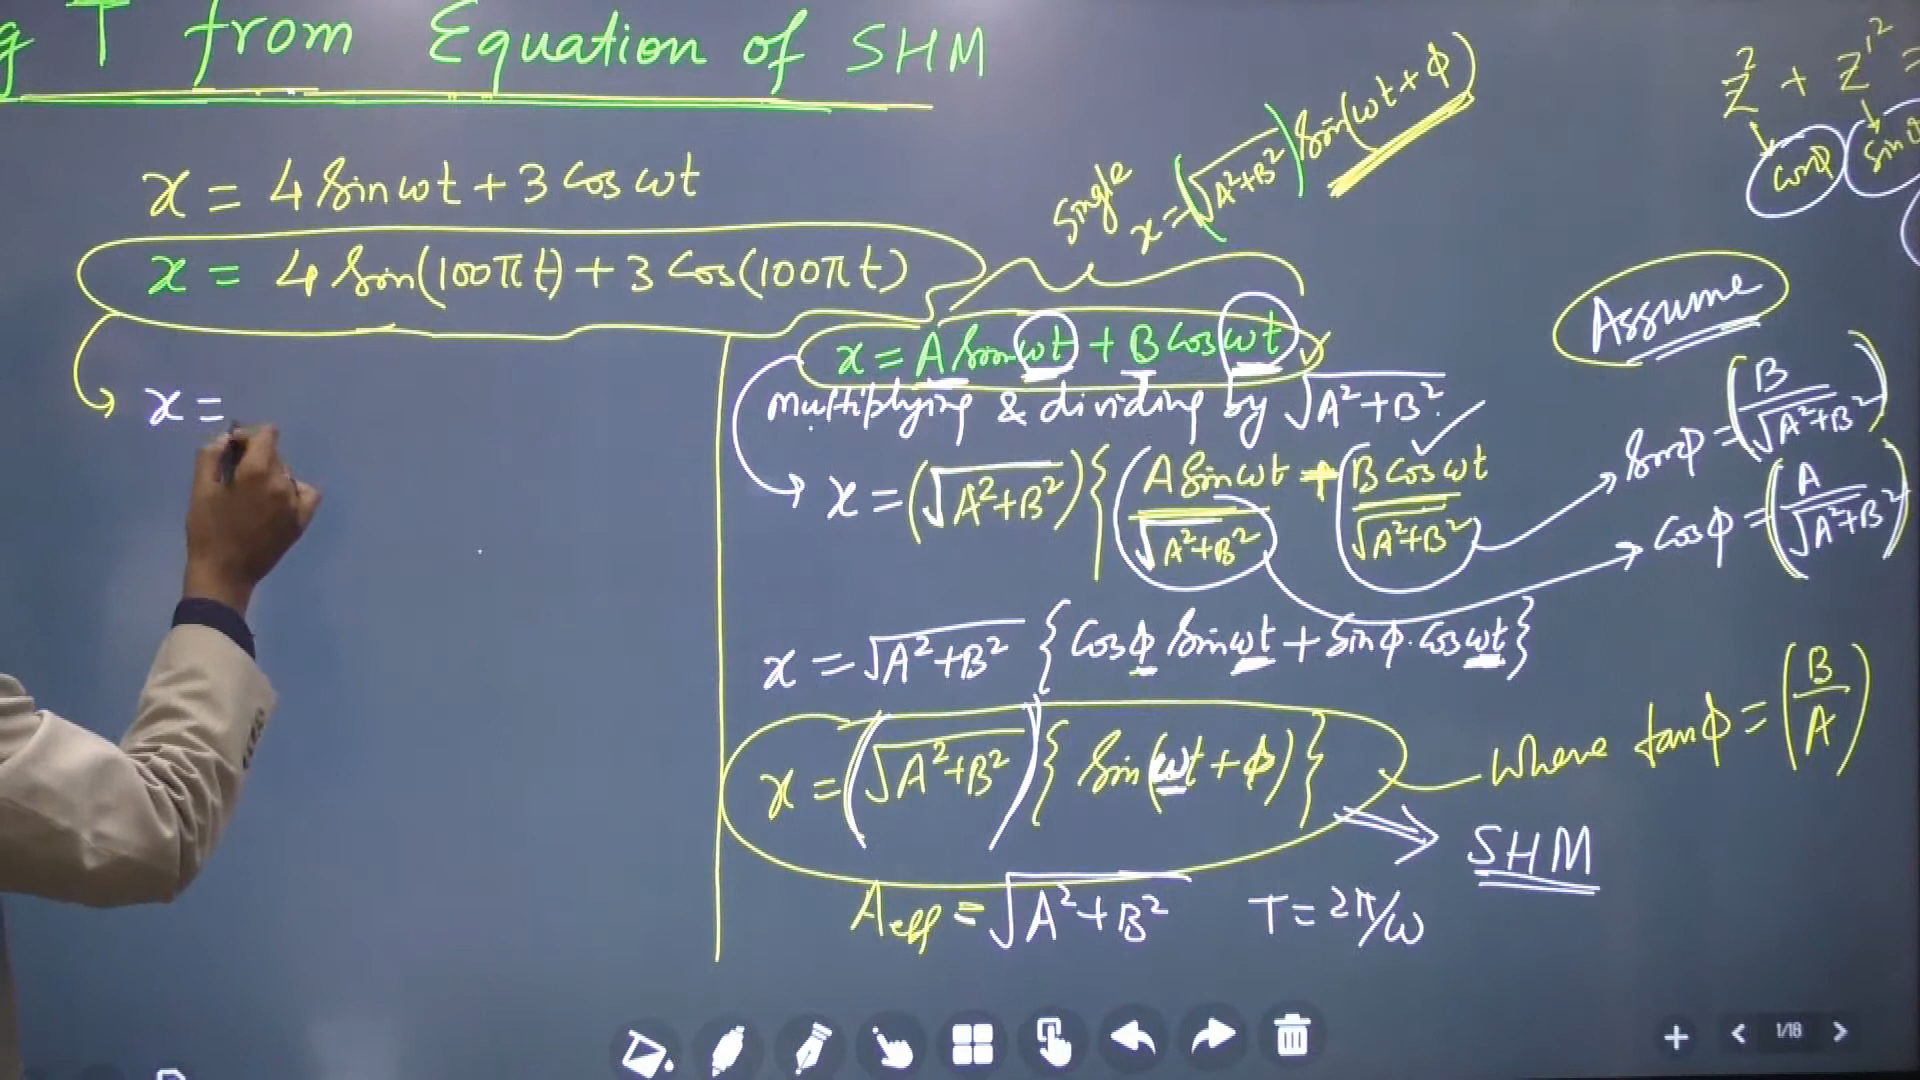 g T from Equation of SHM
x = 4 Sin ωt + 3 Cos ωt
x = 4 Sin(100πt) + 3 Cos(100πt)
x =
Single
x = (√A²+B²) Sin(ωt + ϕ)
x = A Sin ωt + B Cos ωt
Multiplying & dividing by √A²+B²
x = (√A²+B²) { A Sin ωt / √A²+B² + B Cos ωt / √A²+B²
x = √A²+B² { Cos ϕ Sin ωt + Sin ϕ · Cos ωt }
x = (√A²+B²) { Sin(ωt + ϕ) }
Where tan ϕ = (B/A)
SHM
Aeff = √A²+B² T = 2π/ω
z² + z'² =
cos ϕ
Assume
Sin ϕ = (B / √A²+B²)
Cos ϕ = (A / √A²+B²)
1/18